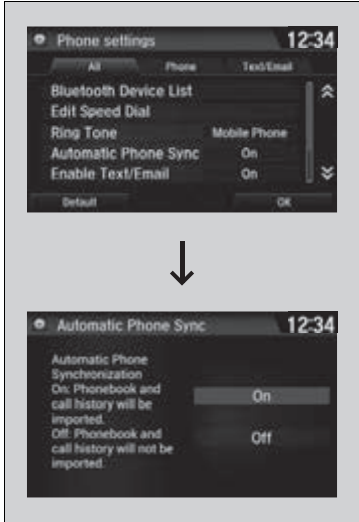 Phone settings 12:34
All Phone Text/Email
Bluetooth Device List
Edit Speed Dial
Ring Tone Mobile Phone
Automatic Phone Sync On
Enable Text/Email On
Default OK
Automatic Phone Sync 12:34
Automatic Phone
Synchronization
On: Phonebook and
call history will be
imported.
Off: Phonebook and
call history will not be
imported.
On
Off